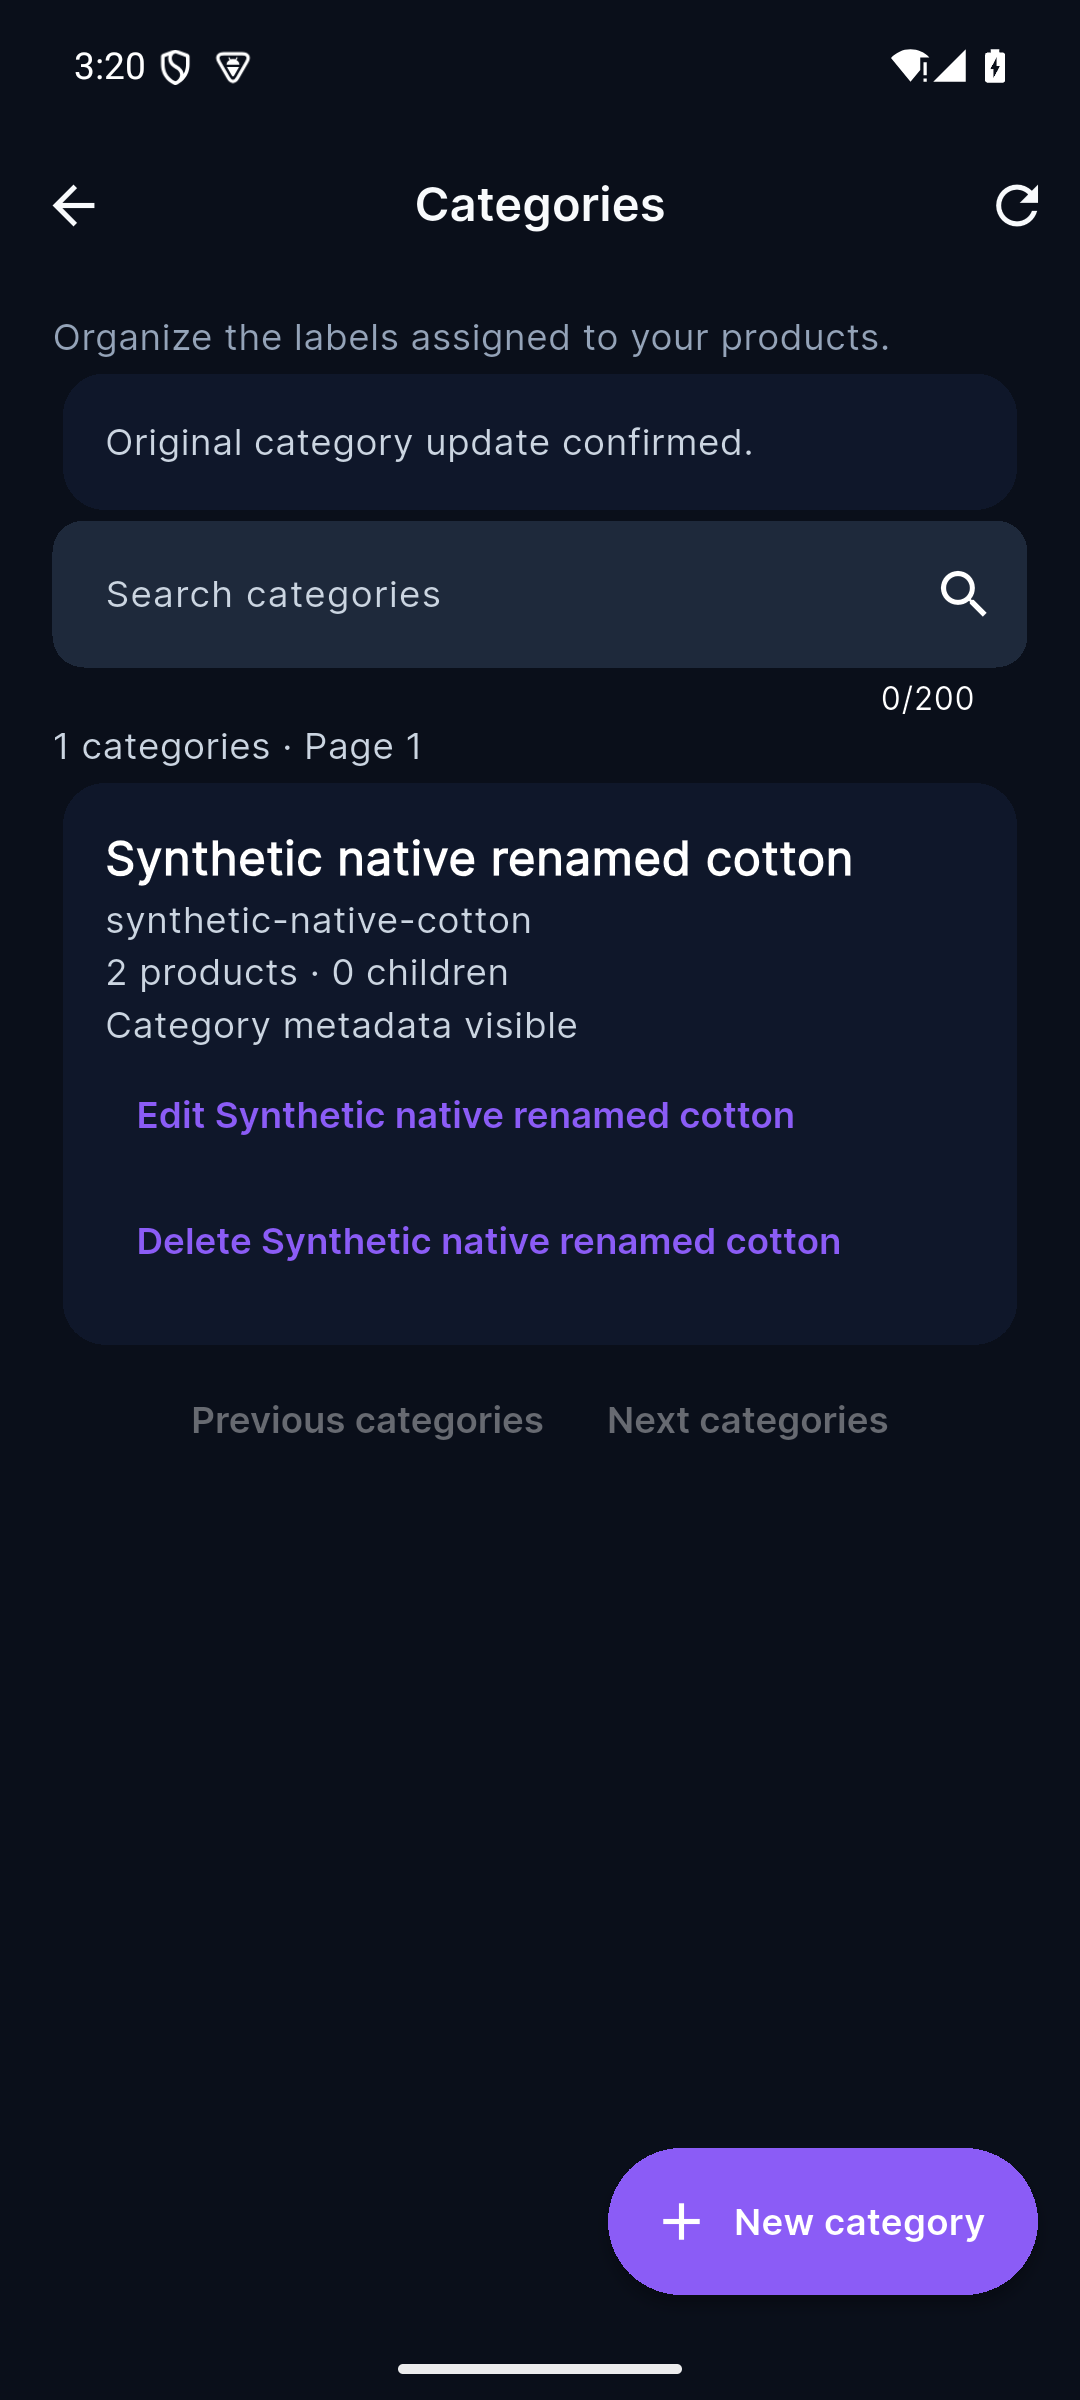 3:20
Categories
Organize the labels assigned to your products.
Original category update confirmed.
Search categories
0/200
1 categories · Page 1
Synthetic native renamed cotton
synthetic-native-cotton
2 products · 0 children
Category metadata visible
Edit Synthetic native renamed cotton
Delete Synthetic native renamed cotton
Previous categories
Next categories
New category